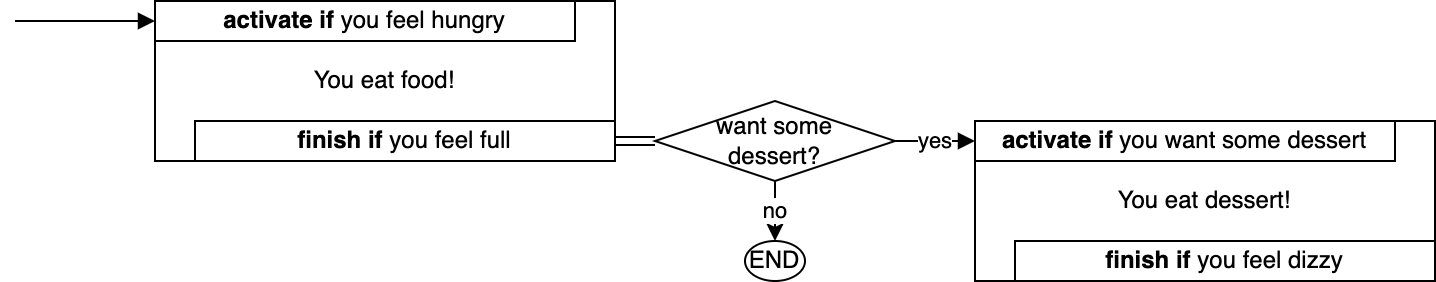 activate if you feel hungry
You eat food!
finish if you feel full
want some
dessert?
yes
no
END
activate if you want some dessert
You eat dessert!
finish if you feel dizzy